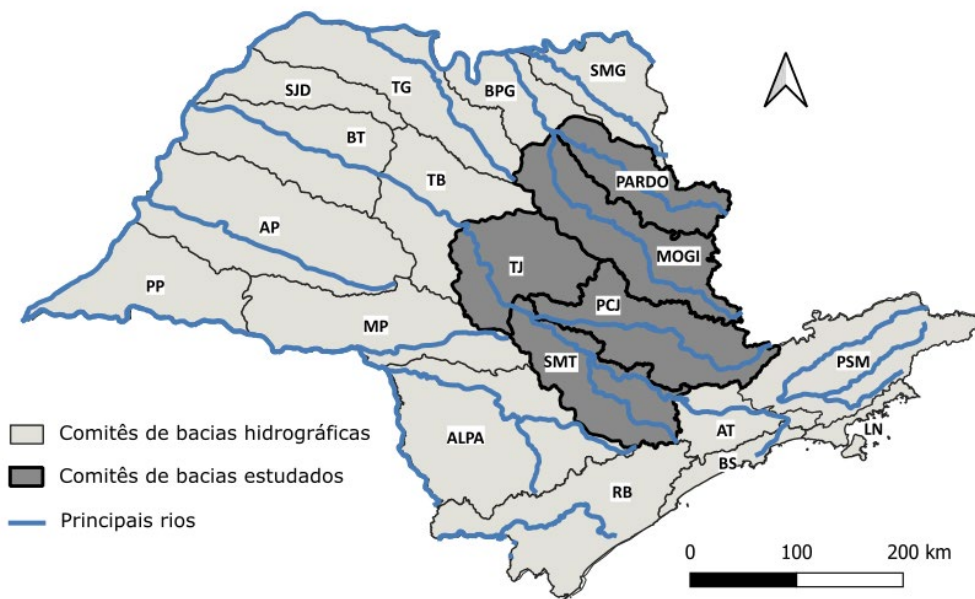 SMG
TG
BPG
SJD
BT
TB
PARDO
AP
MOGI
TJ
PP
PCJ
MP
SMT
PSM
AT
LN
BS
ALPA
RB
Comitês de bacias hidrográficas
Comitês de bacias estudados
Principais rios
0 100 200 km